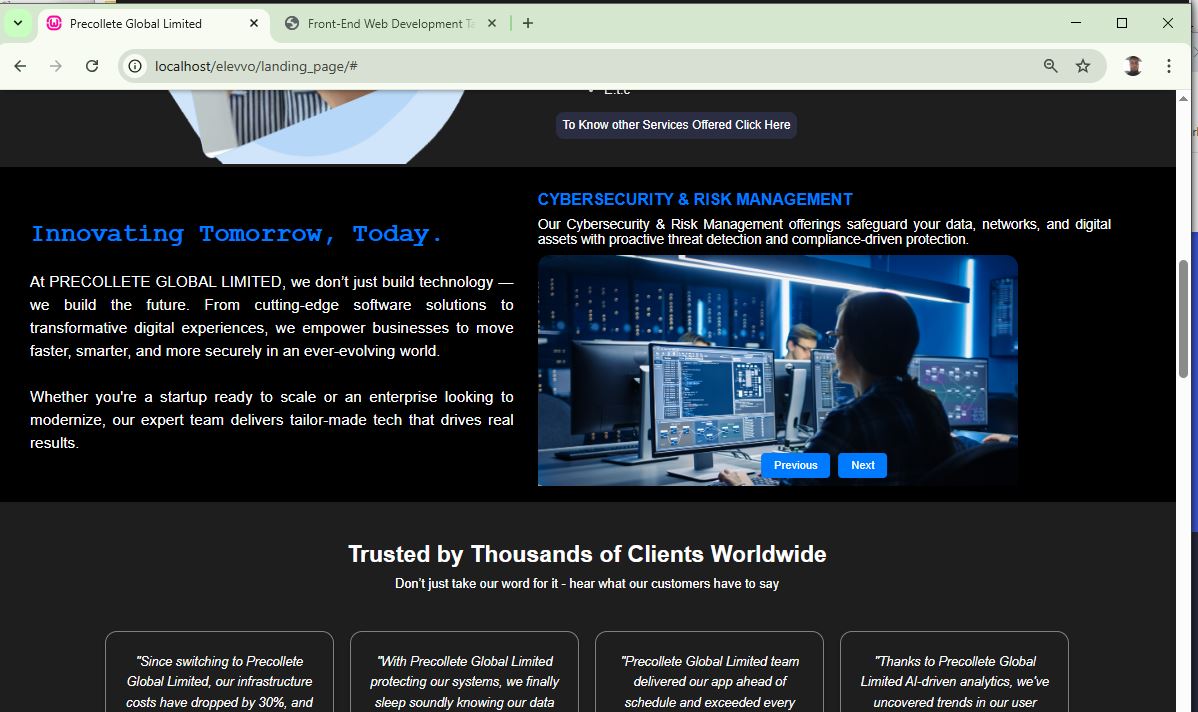 Precollete Global Limited
Front-End Web Development Ta
localhost/elevvo/landing_page/#
E.t.c
To Know other Services Offered Click Here
Innovating Tomorrow, Today.
At PRECOLLETE GLOBAL LIMITED, we don't just build technology —
we build the future. From cutting-edge software solutions to
transformative digital experiences, we empower businesses to move
faster, smarter, and more securely in an ever-evolving world.
Whether you're a startup ready to scale or an enterprise looking to
modernize, our expert team delivers tailor-made tech that drives real
results.
CYBERSECURITY & RISK MANAGEMENT
Our Cybersecurity & Risk Management offerings safeguard your data, networks, and digital
assets with proactive threat detection and compliance-driven protection.
Previous
Next
Trusted by Thousands of Clients Worldwide
Don't just take our word for it - hear what our customers have to say
"Since switching to Precollete
Global Limited, our infrastructure
costs have dropped by 30%, and
"With Precollete Global Limited
protecting our systems, we finally
sleep soundly knowing our data
"Precollete Global Limited team
delivered our app ahead of
schedule and exceeded every
"Thanks to Precollete Global
Limited AI-driven analytics, we've
uncovered trends in our user